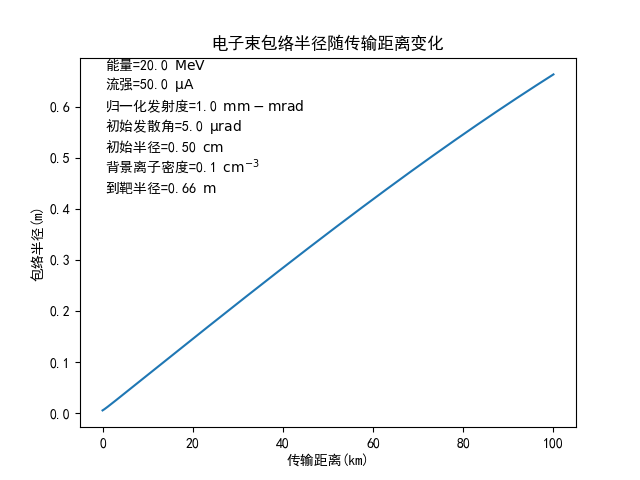 电子束包络半径随传输距离变化
能量=20.0 MeV
流强=50.0 μA
归一化发射度=1.0 mm − mrad
初始发散角=5.0 μrad
初始半径=0.50 cm
背景离子密度=0.1 cm⁻³
到靶半径=0.66 m
包络半径(m)
0.6
0.5
0.4
0.3
0.2
0.1
0.0
0 20 40 60 80 100
传输距离(km)